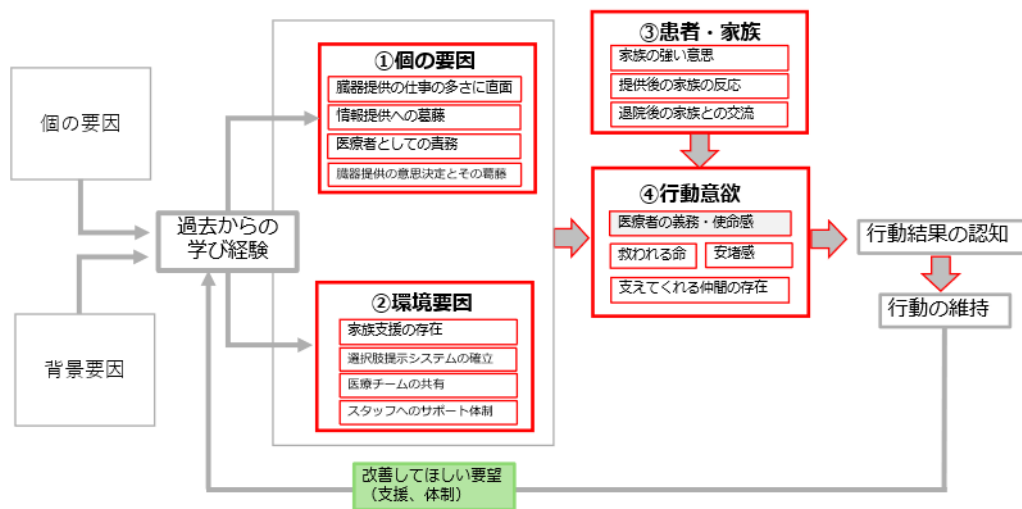 個の要因
背景要因
過去からの
学び経験
①個の要因
臓器提供の仕事の多さに直面
情報提供への葛藤
医療者としての責務
臓器提供の意思決定とその葛藤
②環境要因
家族支援の存在
選択肢提示システムの確立
医療チームの共有
スタッフへのサポート体制
③患者・家族
家族の強い意思
提供後の家族の反応
退院後の家族との交流
④行動意欲
医療者の義務・使命感
救われる命
安堵感
支えてくれる仲間の存在
行動結果の認知
行動の維持
改善してほしい要望
（支援、体制）